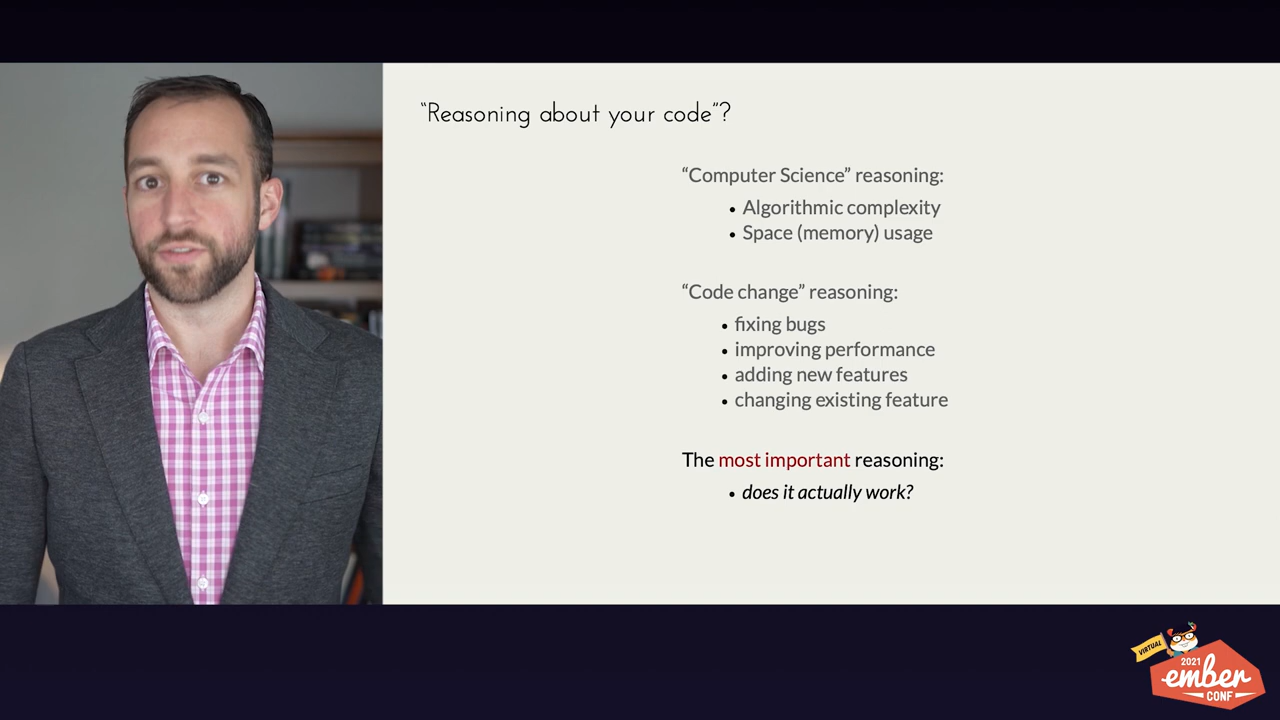 “Reasoning about your code”?
“Computer Science” reasoning:
• Algorithmic complexity
• Space (memory) usage
“Code change” reasoning:
• fixing bugs
• improving performance
• adding new features
• changing existing feature
The most important reasoning:
• does it actually work?
VIRTUAL
2021
ember
CONF